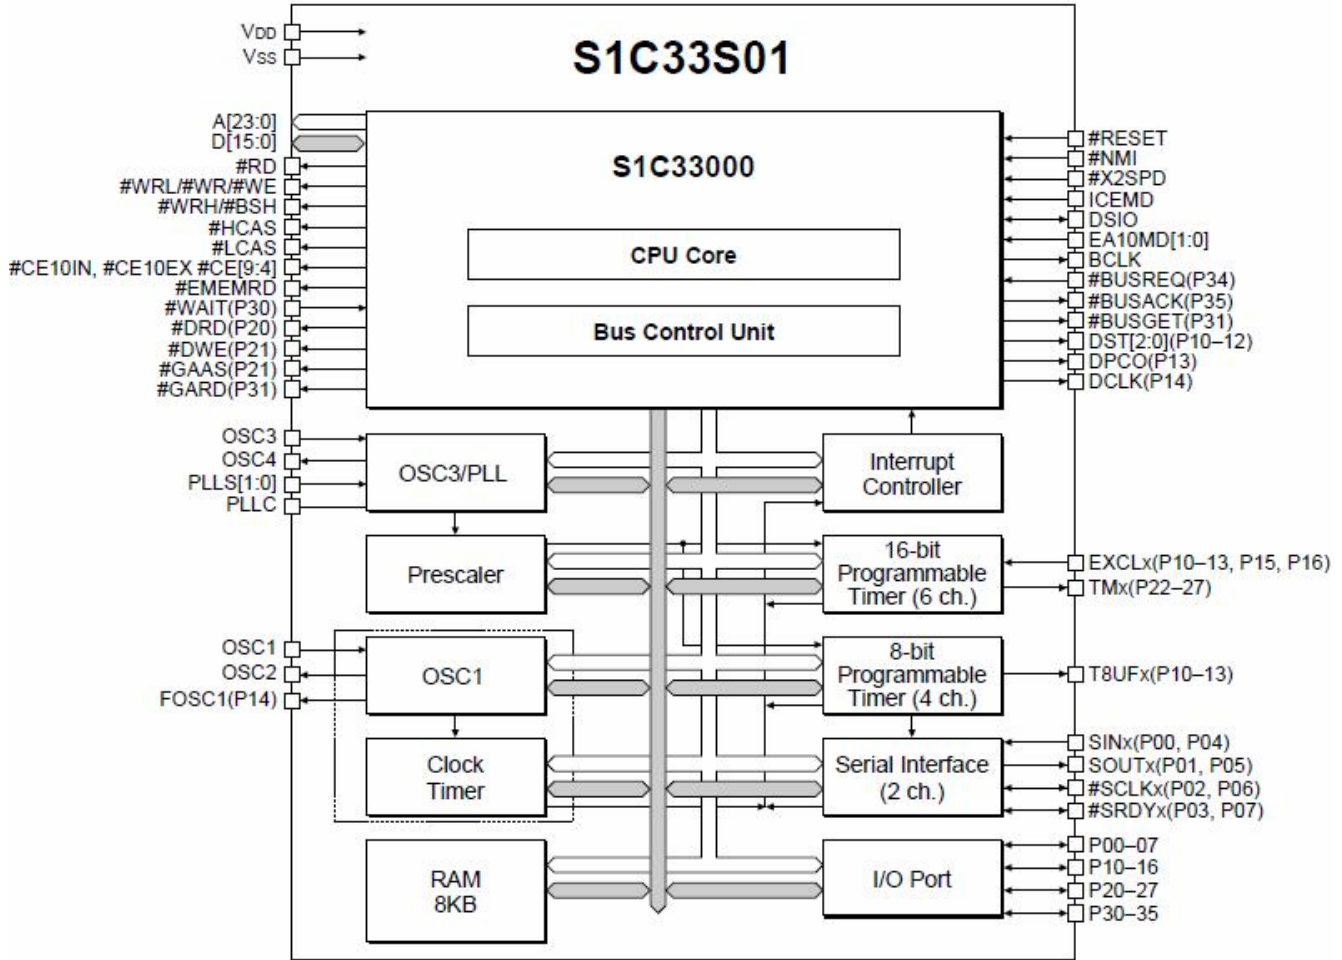 S1C33S01
VDD
VSS
A[23:0]
D[15:0]
#RD
#WRL/#WR/#WE
#WRH/#BSH
#HCAS
#LCAS
#CE10IN, #CE10EX #CE[9:4]
#EMEMRD
#WAIT(P30)
#DRD(P20)
#DWE(P21)
#GAAS(P21)
#GARD(P31)
S1C33000
CPU Core
Bus Control Unit
#RESET
#NMI
#X2SPD
ICEMD
DSIO
EA10MD[1:0]
BCLK
#BUSREQ(P34)
#BUSACK(P35)
#BUSGET(P31)
DST[2:0](P10–12)
DPCO(P13)
DCLK(P14)
OSC3
OSC4
PLLS[1:0]
PLLC
OSC3/PLL
Interrupt
Controller
Prescaler
16-bit
Programmable
Timer (6 ch.)
EXCLx(P10–13, P15, P16)
TMx(P22–27)
OSC1
OSC2
FOSC1(P14)
OSC1
8-bit
Programmable
Timer (4 ch.)
T8UFx(P10–13)
Clock
Timer
Serial Interface
(2 ch.)
SINx(P00, P04)
SOUTx(P01, P05)
#SCLKx(P02, P06)
#SRDYx(P03, P07)
RAM
8KB
I/O Port
P00–07
P10–16
P20–27
P30–35